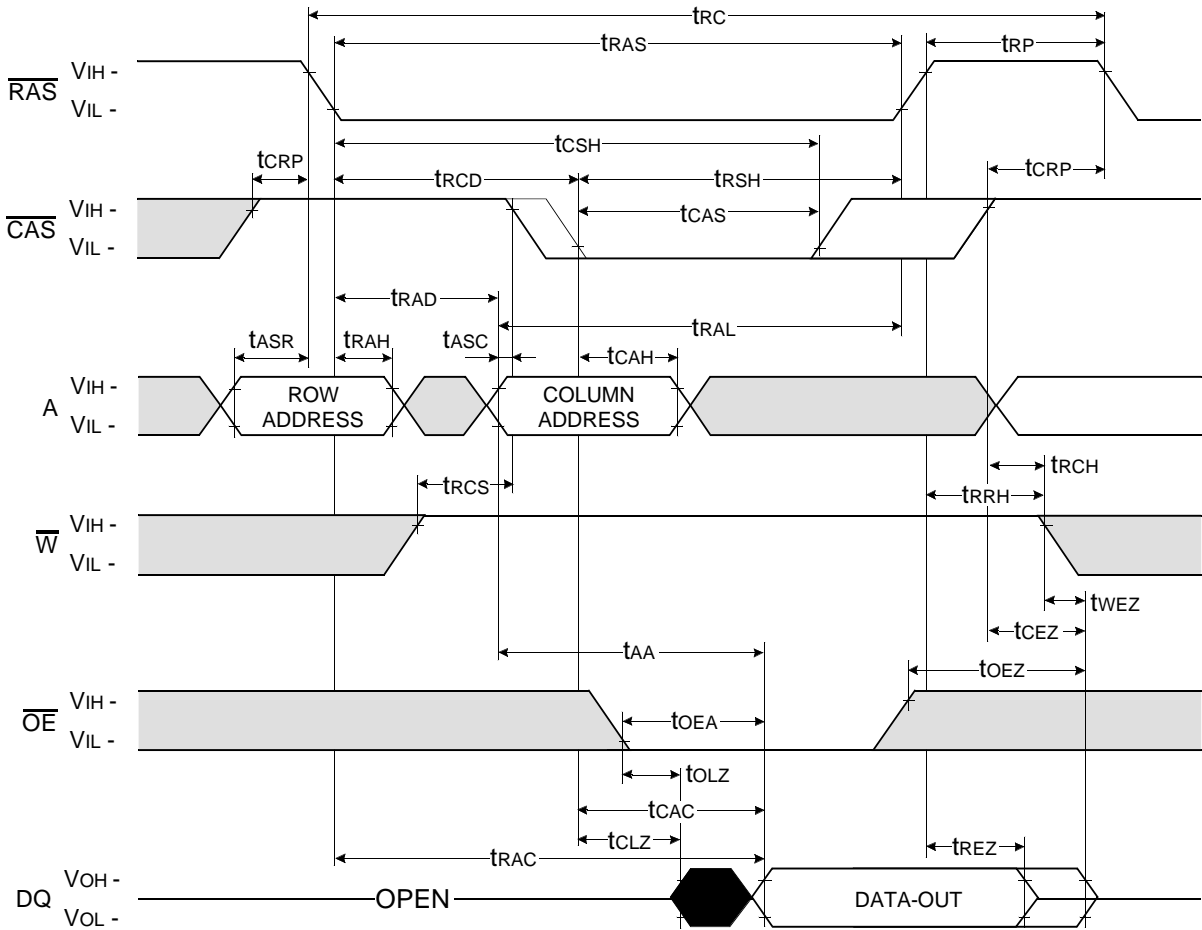 tRC
tRAS
tRP
RAS
VIH -
VIL -
tCSH
tCRP
tRCD
tRSH
tCRP
CAS
VIH -
VIL -
tCAS
tRAD
tRAL
tASR
tRAH
tASC
tCAH
A
VIH -
VIL -
ROW
ADDRESS
COLUMN
ADDRESS
tRCH
tRCS
tRRH
W
VIH -
VIL -
tWEZ
tCEZ
tAA
tOEZ
OE
VIH -
VIL -
tOEA
tOLZ
tCAC
tCLZ
tREZ
tRAC
DQ
VOH -
VOL -
OPEN
DATA-OUT